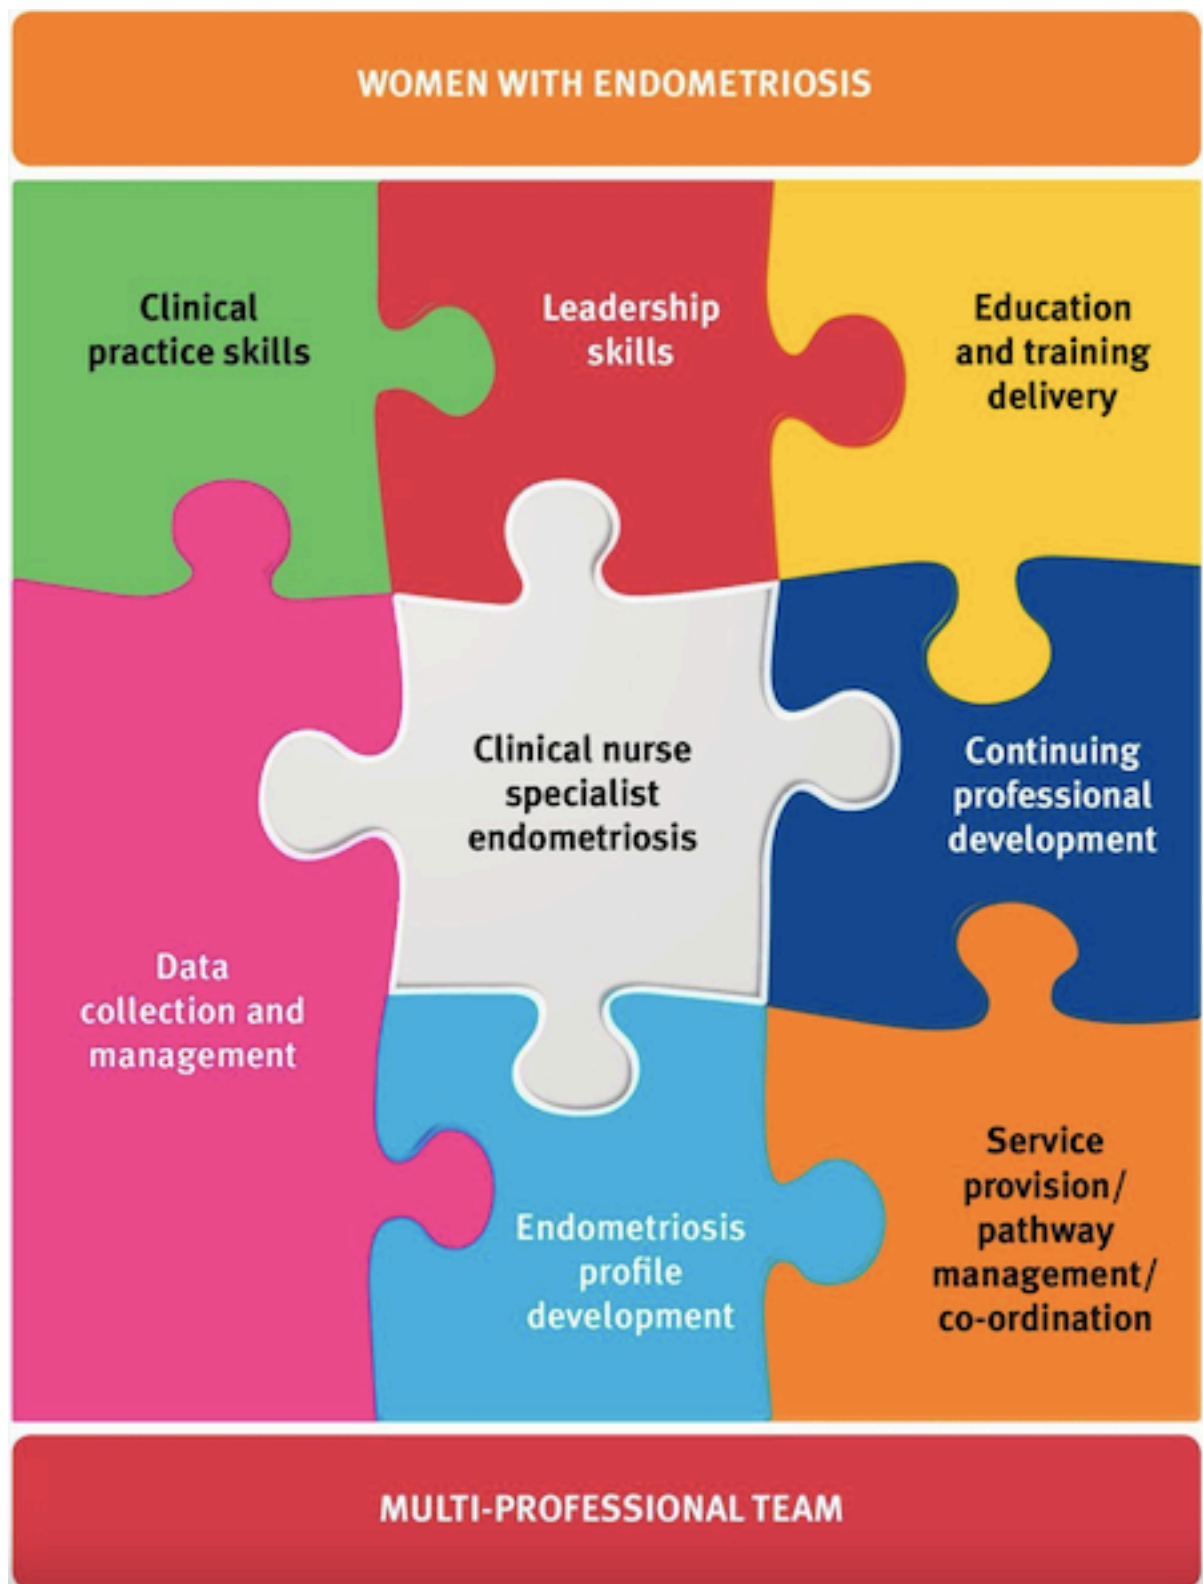 WOMEN WITH ENDOMETRIOSIS
Clinical
practice skills
Leadership
skills
Education
and training
delivery
Clinical nurse
specialist
endometriosis
Continuing
professional
development
Data
collection and
management
Endometriosis
profile
development
Service
provision/
pathway
management/
co-ordination
MULTI-PROFESSIONAL TEAM